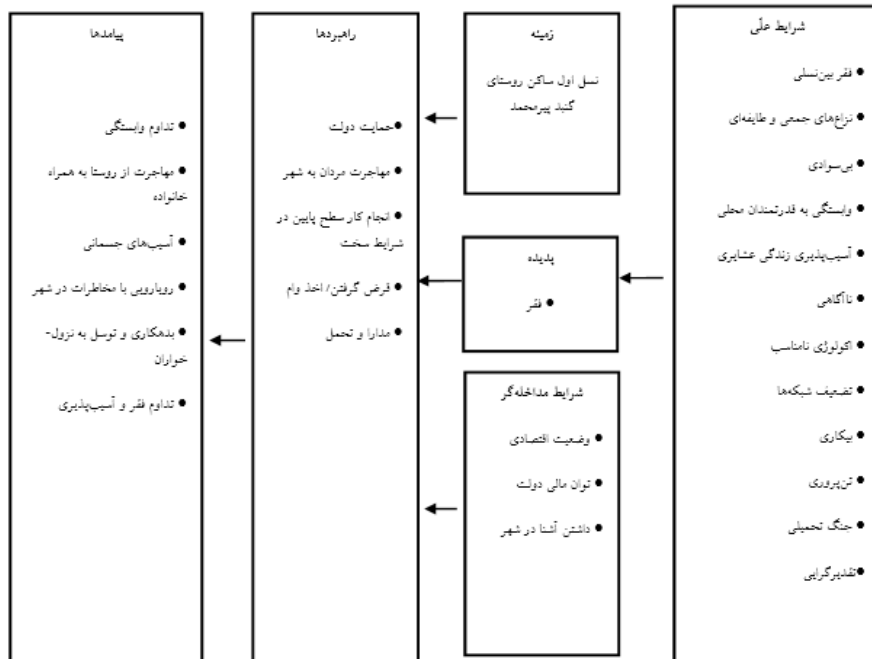 شرایط علّی
● فقر بین‌نسلی
● نزاع‌های جمعی و طایفه‌ای
● بی‌سوادی
● وابستگی به قدرتمندان محلی
● آسیب‌پذیری زندگی عشایری
● ناآگاهی
● اکولوژی نامناسب
● تضعیف شبکه‌ها
● بیکاری
● تن‌پروری
● جنگ تحمیلی
●تقدیرگرایی
زمینه
نسل اول ساکن روستای
گنبد پیرمحمد
پدیده
● فقر
شرایط مداخله‌گر
● وضعیت اقتصادی
● توان مالی دولت
● داشتن آشنا در شهر
راهبردها
●حمایت دولت
● مهاجرت مردان به شهر
● انجام کار سطح پایین در
شرایط سخت
● قرض گرفتن/ اخذ وام
● مدارا و تحمل
پیامدها
● تداوم وابستگی
● مهاجرت از روستا به همراه
خانواده
● آسیب‌های جسمانی
● رویارویی با مخاطرات در شهر
● بدهکاری و توسل به نزول-
خواران
● تداوم فقر و آسیب‌پذیری